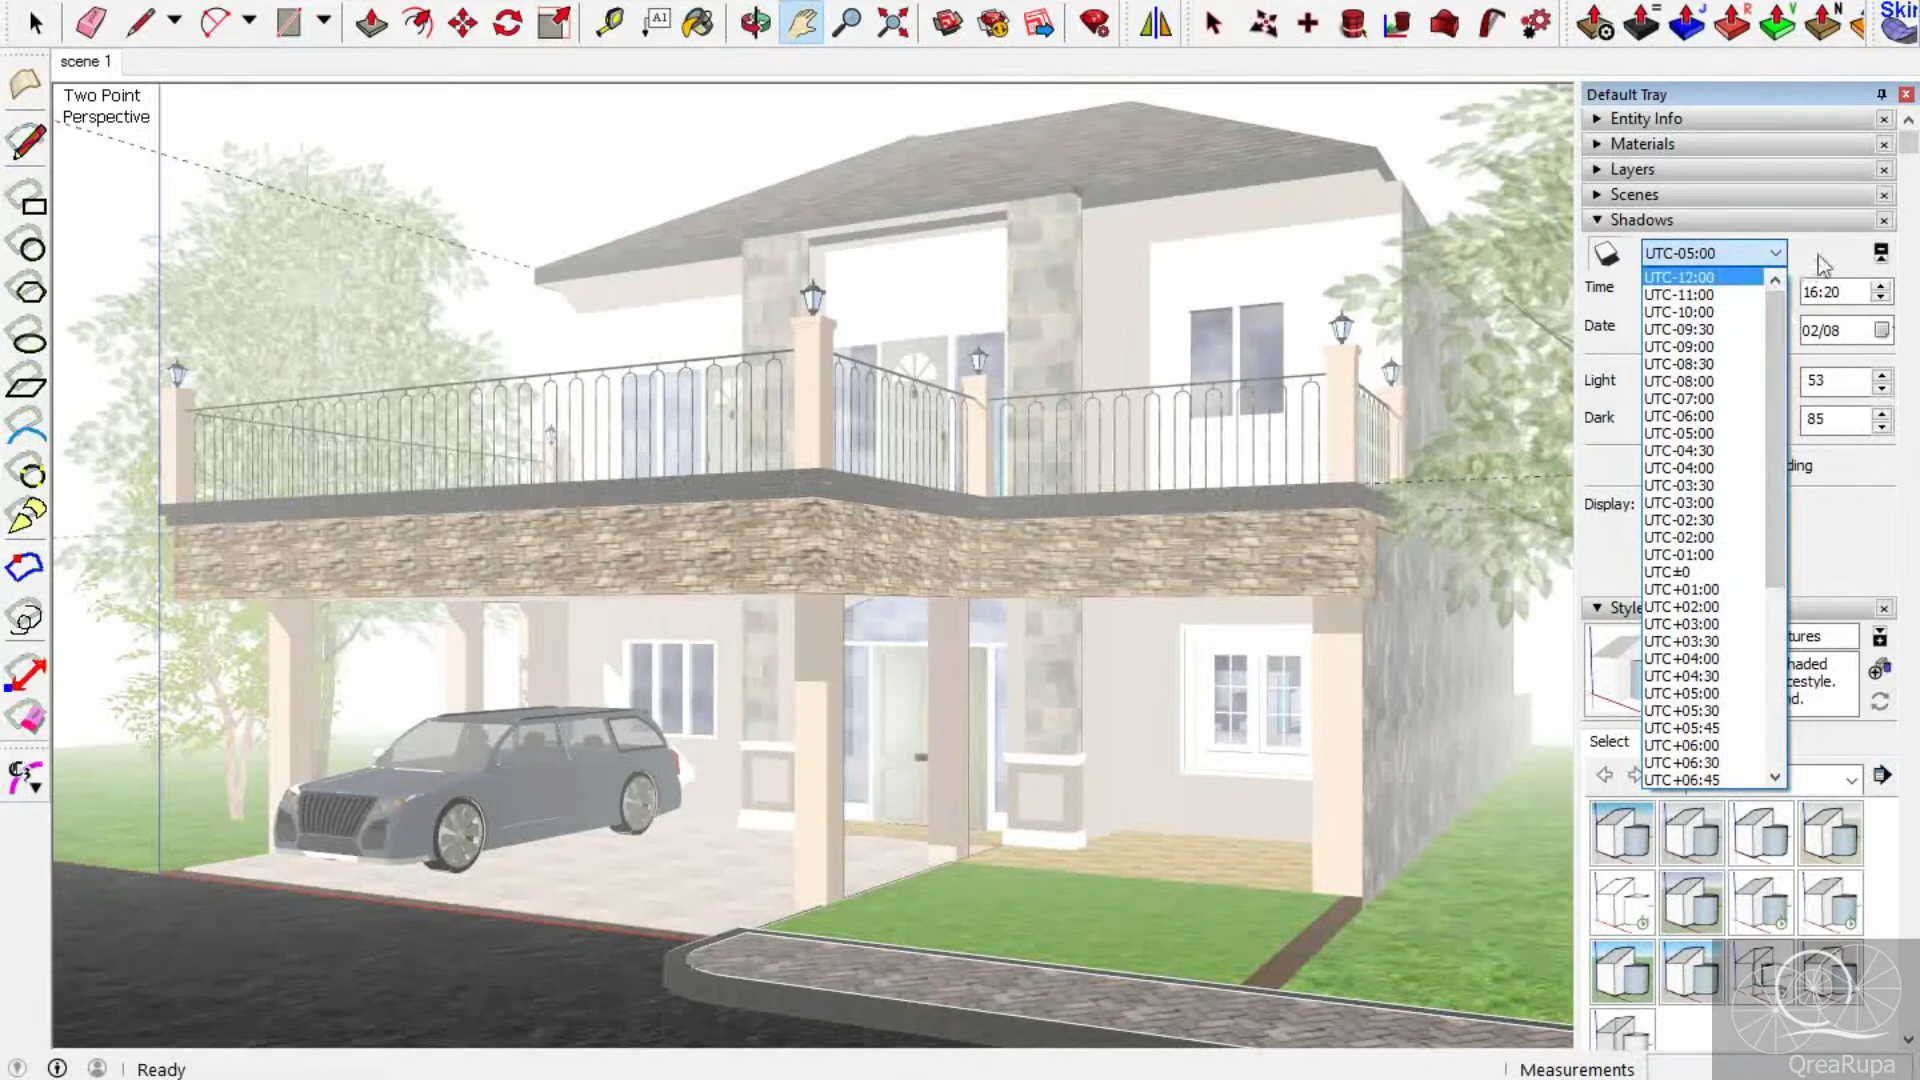 A1
= J R V N
Skin
scene 1
Two Point
Perspective
Default Tray
Entity Info
Materials
Layers
Scenes
Shadows
UTC-05:00
Time
16:20
Date
02/08
Light
53
Dark
85
ding
Display:
UTC-12:00
UTC-11:00
UTC-10:00
UTC-09:30
UTC-09:00
UTC-08:30
UTC-08:00
UTC-07:00
UTC-06:00
UTC-05:00
UTC-04:30
UTC-04:00
UTC-03:30
UTC-03:00
UTC-02:30
UTC-02:00
UTC-01:00
UTC±0
UTC+01:00
UTC+02:00
UTC+03:00
UTC+03:30
UTC+04:00
UTC+04:30
UTC+05:00
UTC+05:30
UTC+05:45
UTC+06:00
UTC+06:30
UTC+06:45
Style
tures
haded
cestyle.
nd.
Select
Ready
Measurements
QreaRupa